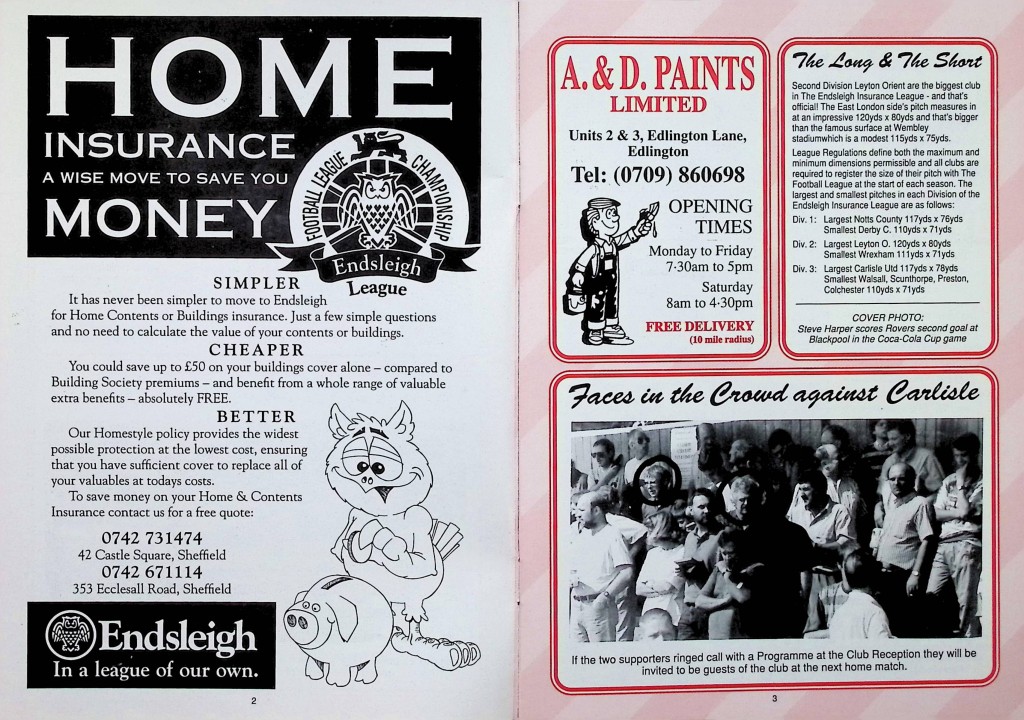 HOME
INSURANCE
A WISE MOVE TO SAVE YOU
MONEY
FOOTBALL LEAGUE CHAMPIONSHIP
Endsleigh
League
SIMPLER
It has never been simpler to move to Endsleigh
for Home Contents or Buildings insurance. Just a few simple questions
and no need to calculate the value of your contents or buildings.
CHEAPER
You could save up to £50 on your buildings cover alone – compared to
Building Society premiums – and benefit from a whole range of valuable
extra benefits – absolutely FREE.
BETTER
Our Homestyle policy provides the widest
possible protection at the lowest cost, ensuring
that you have sufficient cover to replace all of
your valuables at todays costs.
To save money on your Home & Contents
Insurance contact us for a free quote:
0742 731474
42 Castle Square, Sheffield
0742 671114
353 Ecclesall Road, Sheffield
Endsleigh
In a league of our own.
2
A. & D. PAINTS
LIMITED
Units 2 & 3, Edlington Lane,
Edlington
Tel: (0709) 860698
OPENING
TIMES
Monday to Friday
7·30am to 5pm
Saturday
8am to 4·30pm
FREE DELIVERY
(10 mile radius)
The Long & The Short
Second Division Leyton Orient are the biggest club
in The Endsleigh Insurance League - and that's
official! The East London side's pitch measures in
at an impressive 120yds x 80yds and that's bigger
than the famous surface at Wembley
stadiumwhich is a modest 115yds x 75yds.
League Regulations define both the maximum and
minimum dimensions permissible and all clubs are
required to register the size of their pitch with The
Football League at the start of each season. The
largest and smallest pitches in each Division of the
Endsleigh Insurance League are as follows:
Div. 1: Largest Notts County 117yds x 76yds
Smallest Derby C. 110yds x 71yds
Div. 2: Largest Leyton O. 120yds x 80yds
Smallest Wrexham 111yds x 71yds
Div. 3: Largest Carlisle Utd 117yds x 78yds
Smallest Walsall, Scunthorpe, Preston,
Colchester 110yds x 71yds
COVER PHOTO:
Steve Harper scores Rovers second goal at
Blackpool in the Coca-Cola Cup game
Faces in the Crowd against Carlisle
If the two supporters ringed call with a Programme at the Club Reception they will be
invited to be guests of the club at the next home match.
3